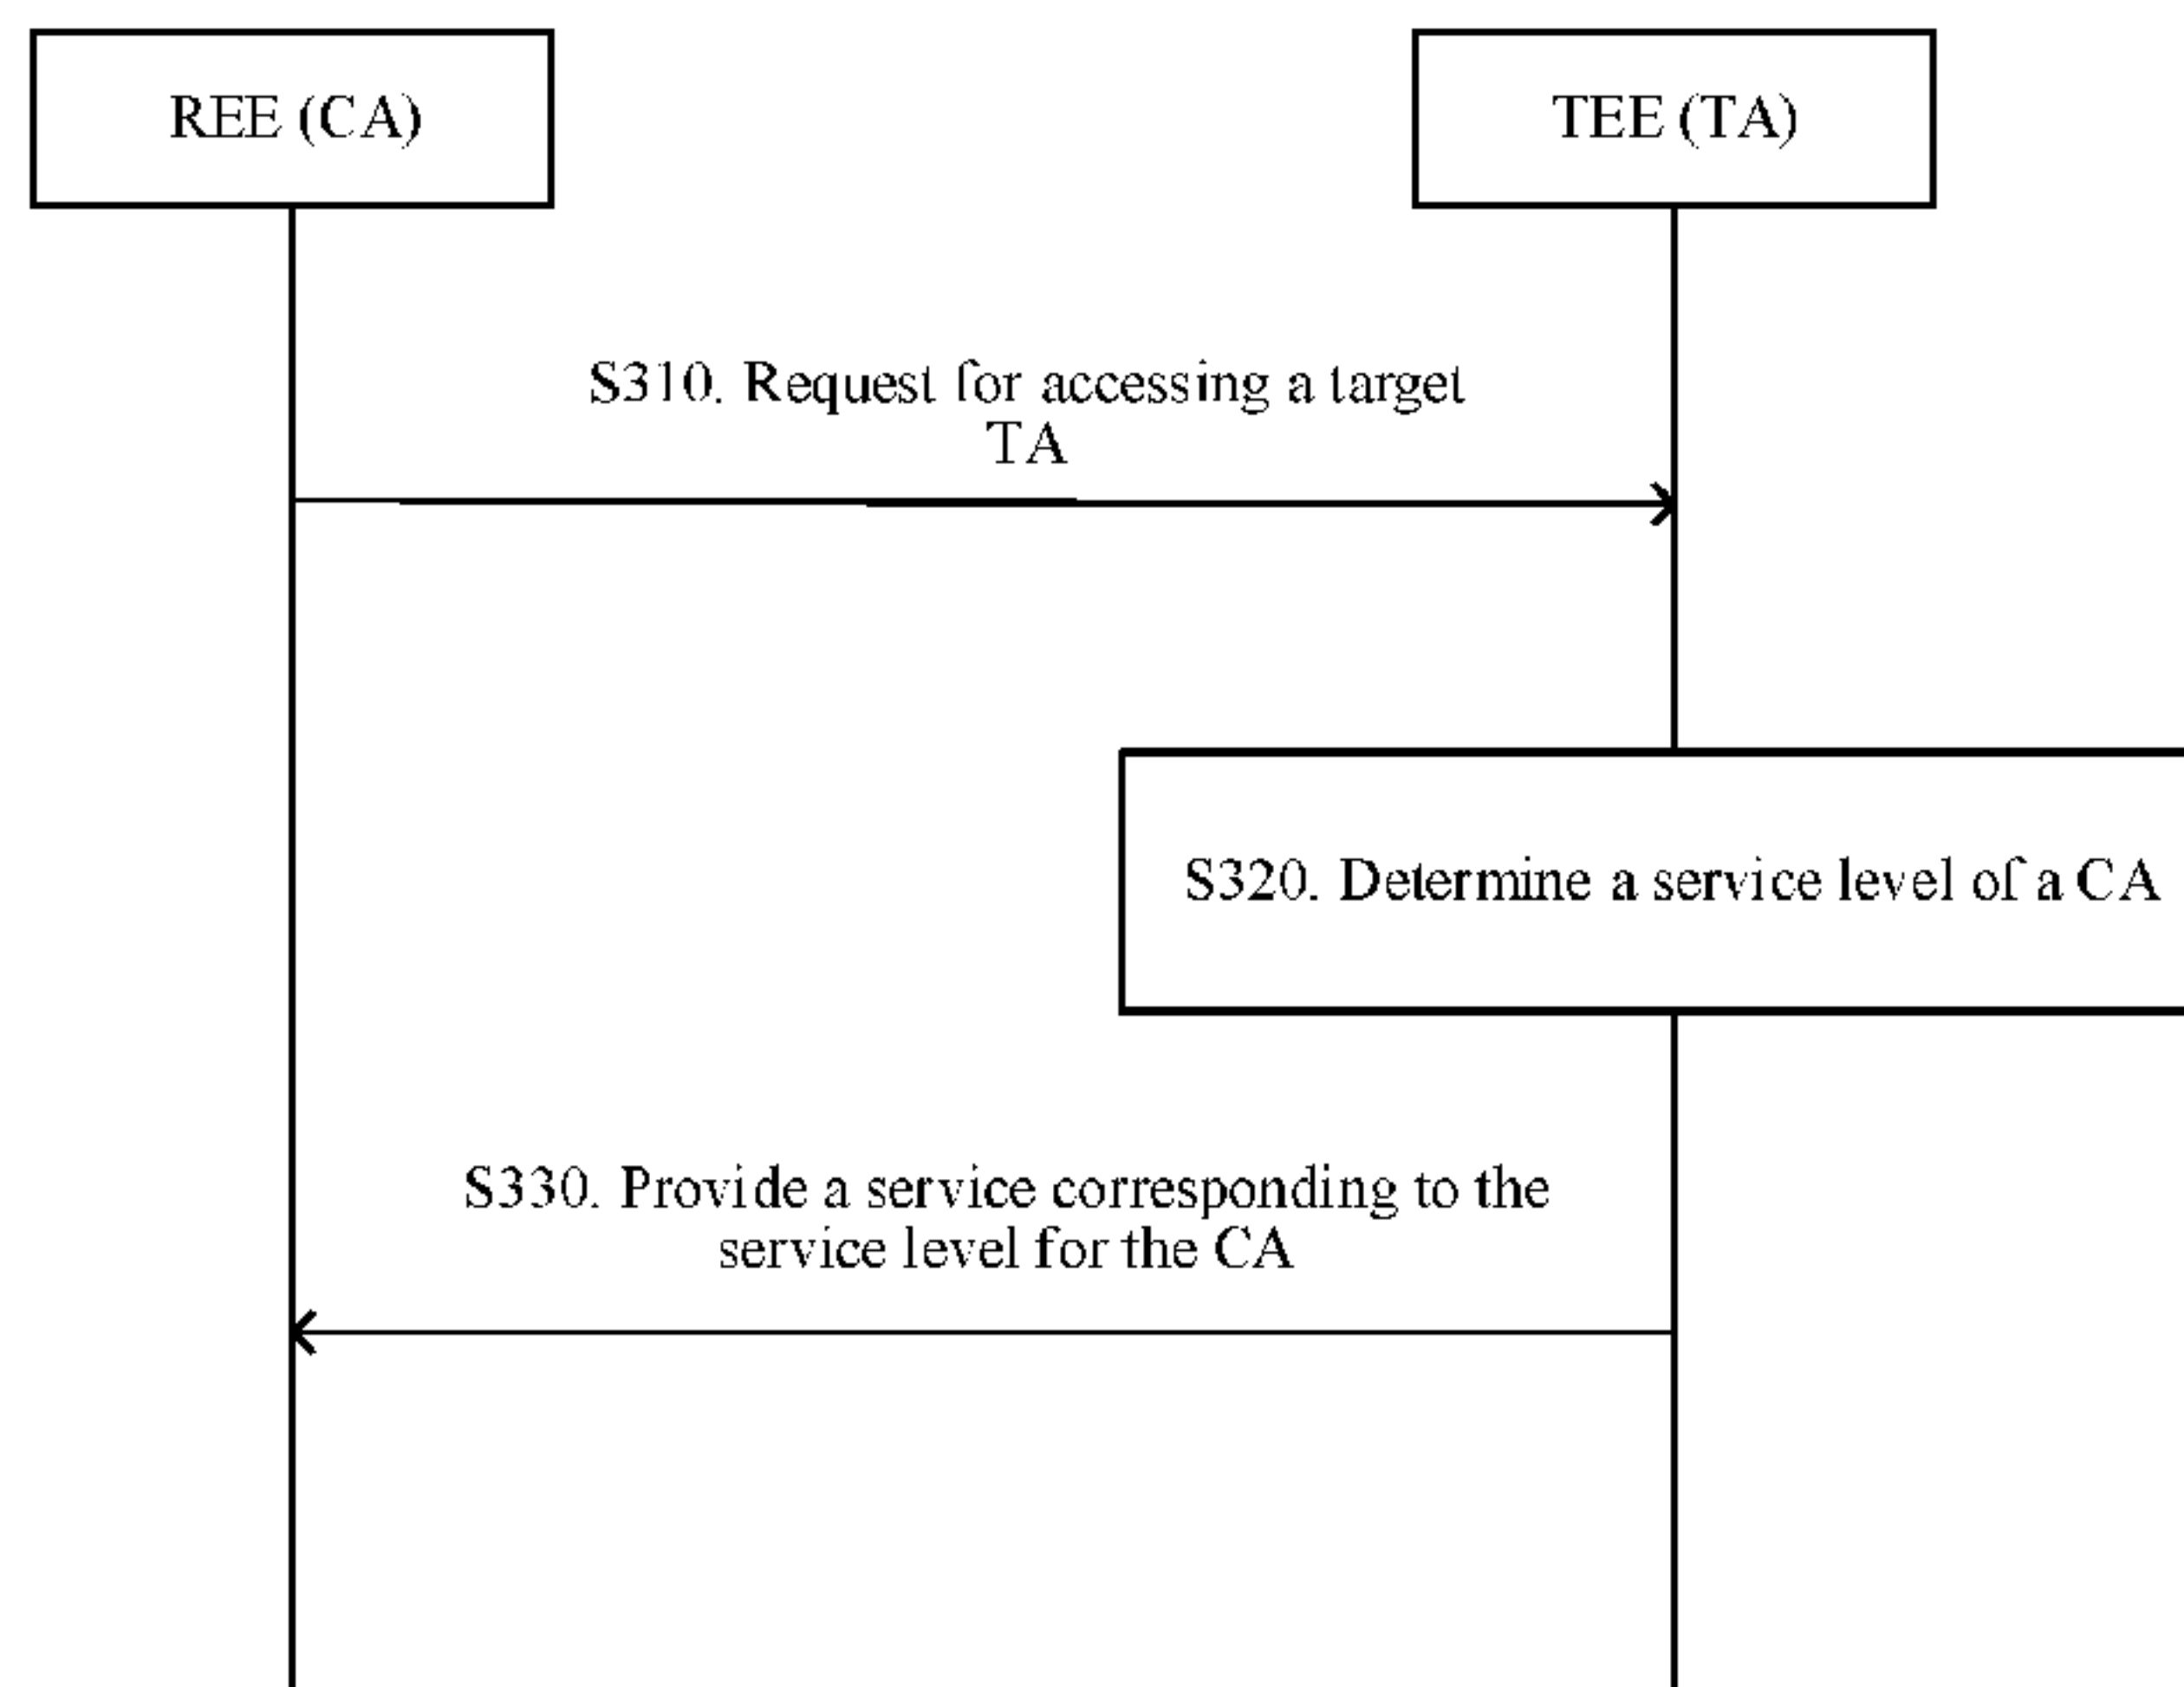 REE (CA)
TEE (TA)
S310. Request for accessing a target
TA
S320. Determine a service level of a CA
S330. Provide a service corresponding to the
service level for the CA